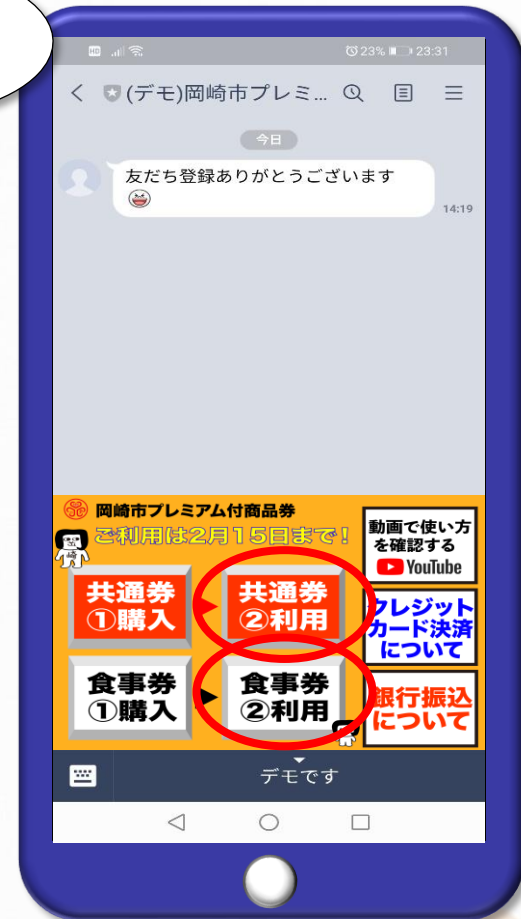 HD 23% 23:31
(デモ)岡崎市プレミ...
今日
友だち登録ありがとうございます
14:19
岡崎市プレミアム付商品券
ご利用は2月15日まで!
動画で使い方
を確認する
YouTube
共通券
①購入
共通券
②利用
クレジット
カード決済
について
食事券
①購入
食事券
②利用
銀行振込
について
デモです